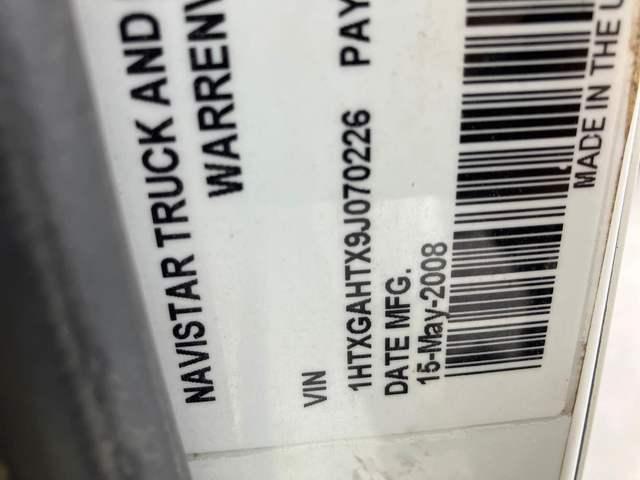 NAVISTAR TRUCK AND
WARRENV
VIN
1HTXGAHTX9J070226 PAY
DATE MFG.
15-May-2008
MADE IN THE U